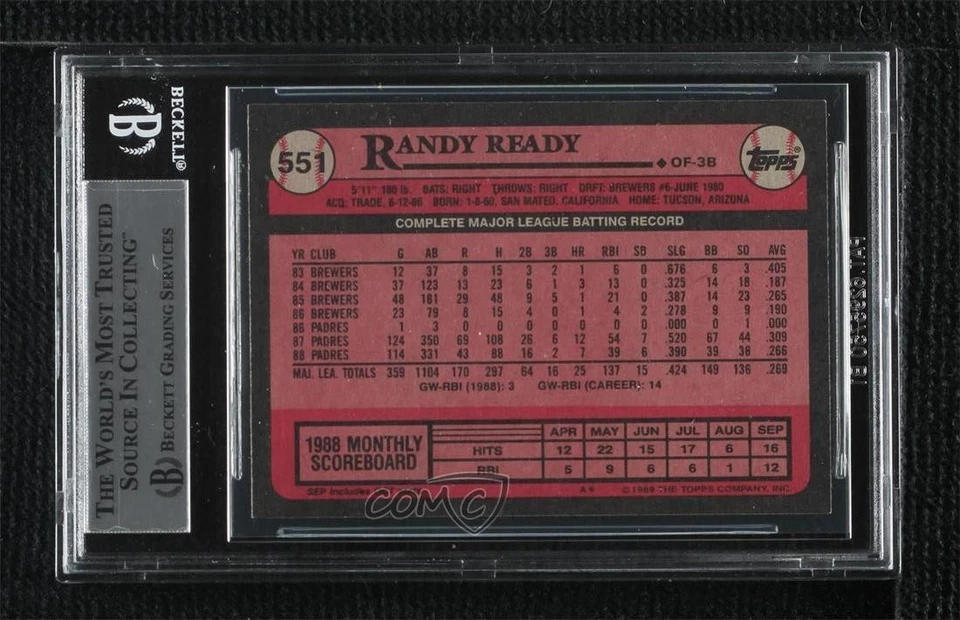 BECKETT®
B
THE WORLD'S MOST TRUSTED
SOURCE IN COLLECTING™
B BECKETT GRADING SERVICES
551 RANDY READY ◆ OF-3B TOPPS®
5'11" 180 lb. BATS: RIGHT THROWS: RIGHT DRFT: BREWERS #6-JUNE 1980
ACQ: TRADE, 6-12-86 BORN: 1-8-60, SAN MATEO, CALIFORNIA HOME: TUCSON, ARIZONA
COMPLETE MAJOR LEAGUE BATTING RECORD
YR CLUB G AB R H 2B 3B HR RBI SB SLG BB SO AVG
83 BREWERS 12 37 8 15 3 2 1 6 0 .676 6 3 .405
84 BREWERS 37 123 13 23 6 1 3 13 0 .325 14 18 .187
85 BREWERS 48 181 29 48 9 5 1 21 0 .387 14 23 .265
86 BREWERS 23 79 8 15 4 0 1 4 2 .278 9 9 .190
86 PADRES 1 3 0 0 0 0 0 0 0 .000 0 1 .000
87 PADRES 124 350 69 108 26 6 12 54 7 .520 67 44 .309
88 PADRES 114 331 43 88 16 2 7 39 6 .390 39 38 .266
MAJ. LEA. TOTALS 359 1104 170 297 64 16 25 137 15 .424 149 136 .269
GW-RBI (1988): 3 GW-RBI (CAREER): 14
1988 MONTHLY
SCOREBOARD
APR MAY JUN JUL AUG SEP
HITS 12 22 15 17 6 16
RBI 5 9 6 6 1 12
SEP includes
A*
© 1989 THE TOPPS COMPANY, INC.
COMC